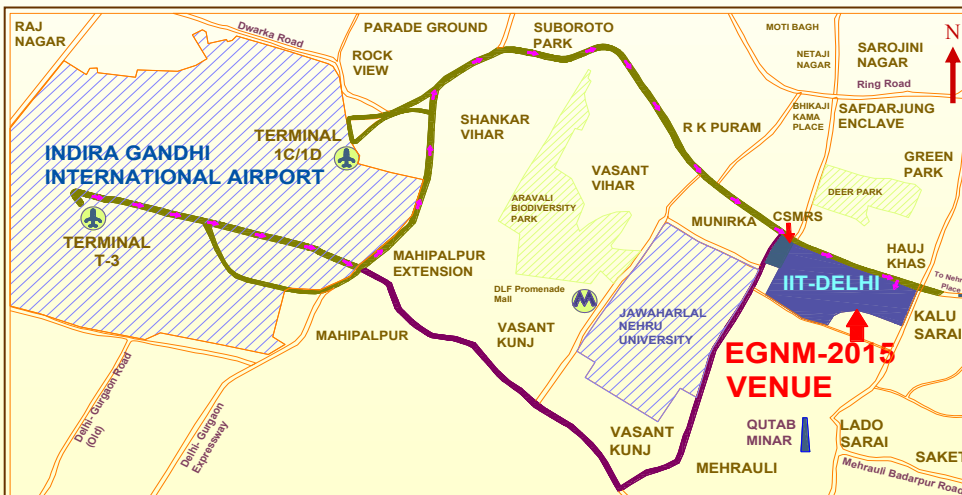 RAJ
NAGAR
Dwarka Road
PARADE GROUND
SUBOROTO
PARK
MOTI BAGH
N
ROCK
VIEW
NETAJI
NAGAR
SAROJINI
NAGAR
Ring Road
BHIKAJI
KAMA
PLACE
SAFDARJUNG
ENCLAVE
SHANKAR
VIHAR
R K PURAM
TERMINAL
1C/1D
GREEN
PARK
INDIRA GANDHI
INTERNATIONAL AIRPORT
VASANT
VIHAR
DEER PARK
ARAVALI
BIODIVERSITY
PARK
MUNIRKA
CSMRS
TERMINAL
T-3
MAHIPALPUR
EXTENSION
HAUJ
KHAS
To Nehr
Place
IIT-DELHI
DLF Promenade
Mall
M
JAWAHARLAL
NEHRU
UNIVERSITY
KALU
SARAI
MAHIPALPUR
VASANT
KUNJ
EGNM-2015
VENUE
Delhi- Gurgaon Road
(Old)
Delhi- Gurgaon
Expressway
VASANT
KUNJ
QUTAB
MINAR
LADO
SARAI
MEHRAULI
SAKET
Mehrauli Badarpur Road